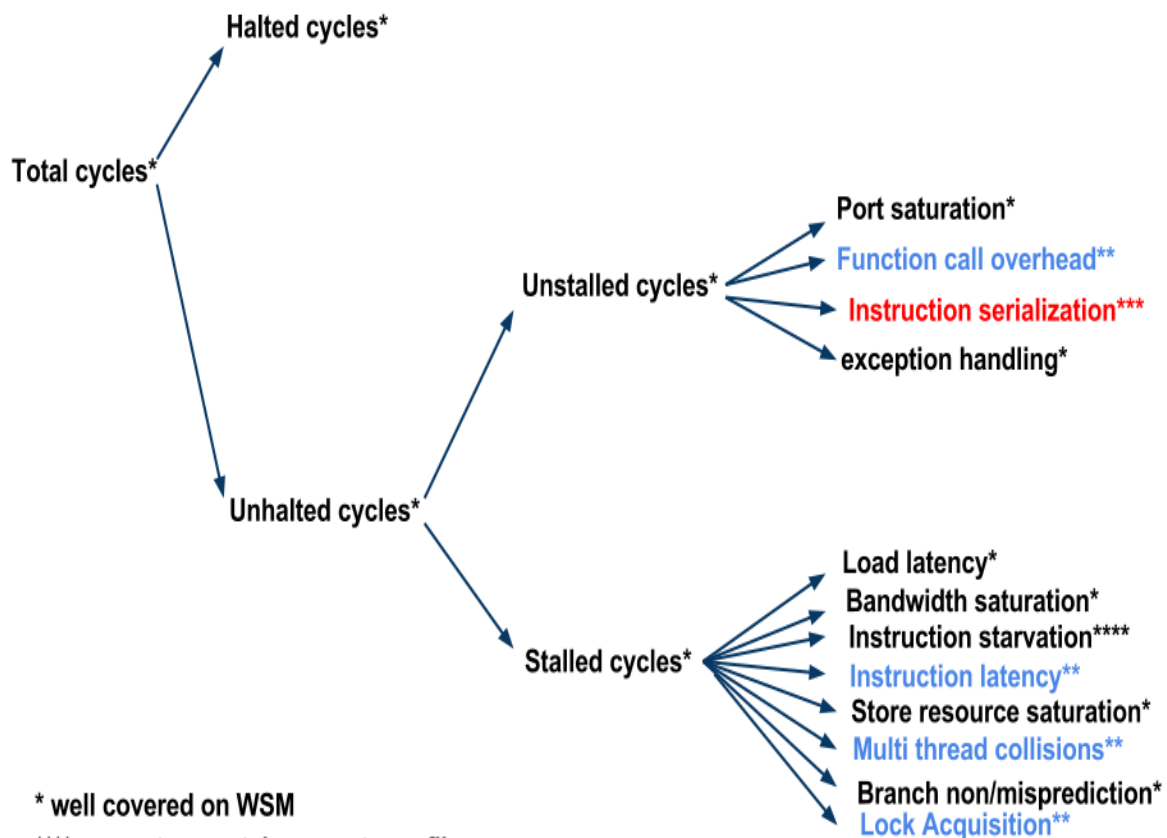 Halted cycles*
Total cycles*
Port saturation*
Function call overhead**
Unstalled cycles*
Instruction serialization***
exception handling*
Unhalted cycles*
Load latency*
Bandwidth saturation*
Instruction starvation****
Stalled cycles*
Instruction latency**
Store resource saturation*
Multi thread collisions**
Branch non/misprediction*
* well covered on WSM
Lock Acquisition**